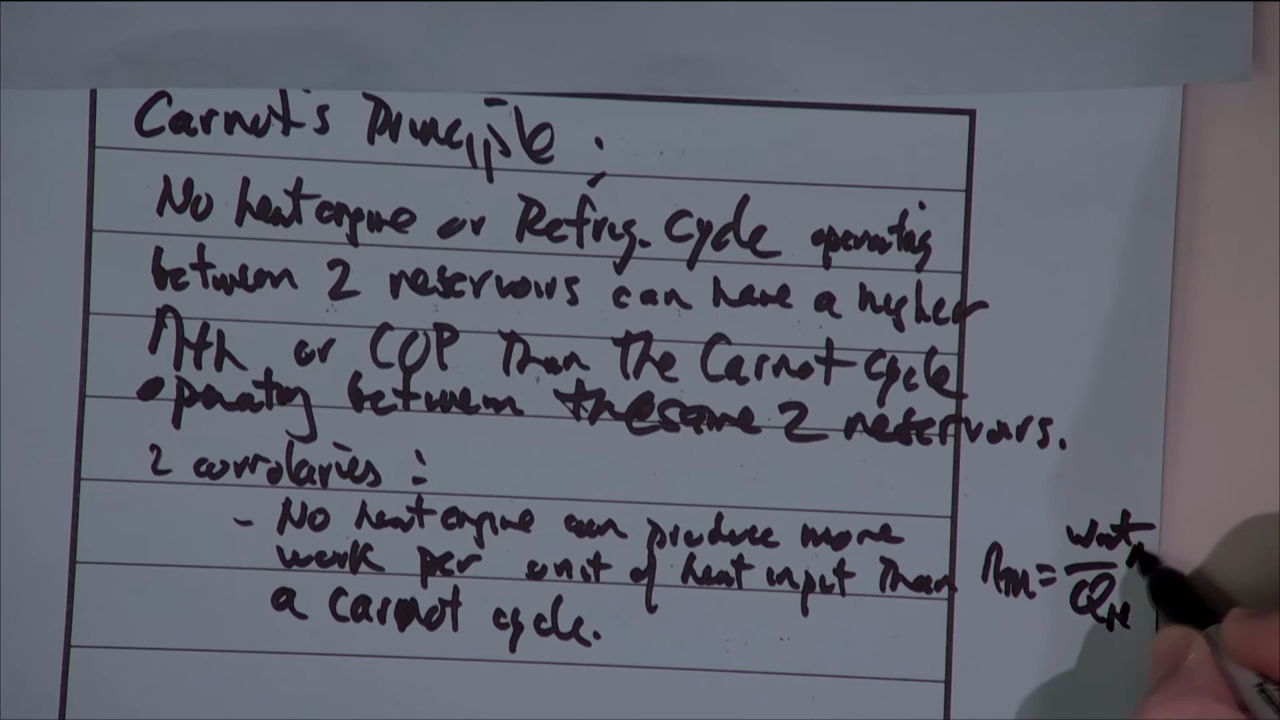 Carnot's Principle :
No heat engine or Refrig. Cycle operating
between 2 reservoirs can have a higher
ηth or COP Than the Carnot cycle
operating between the same 2 reservoirs.
2 corrolaries :
- No heat engine can produce more
work per unit of heat input Than
a carnot cycle.
ηth = Wnet
QH